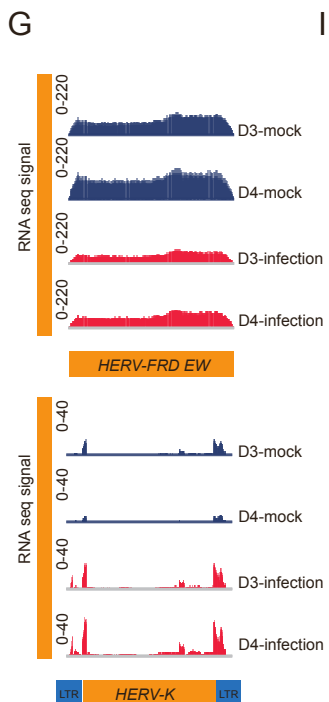 G
I
RNA seq signal
0-220
D3-mock
0-220
D4-mock
0-220
D3-infection
0-220
D4-infection
HERV-FRD EW
RNA seq signal
0-40
D3-mock
0-40
D4-mock
0-40
D3-infection
0-40
D4-infection
LTR
HERV-K
LTR